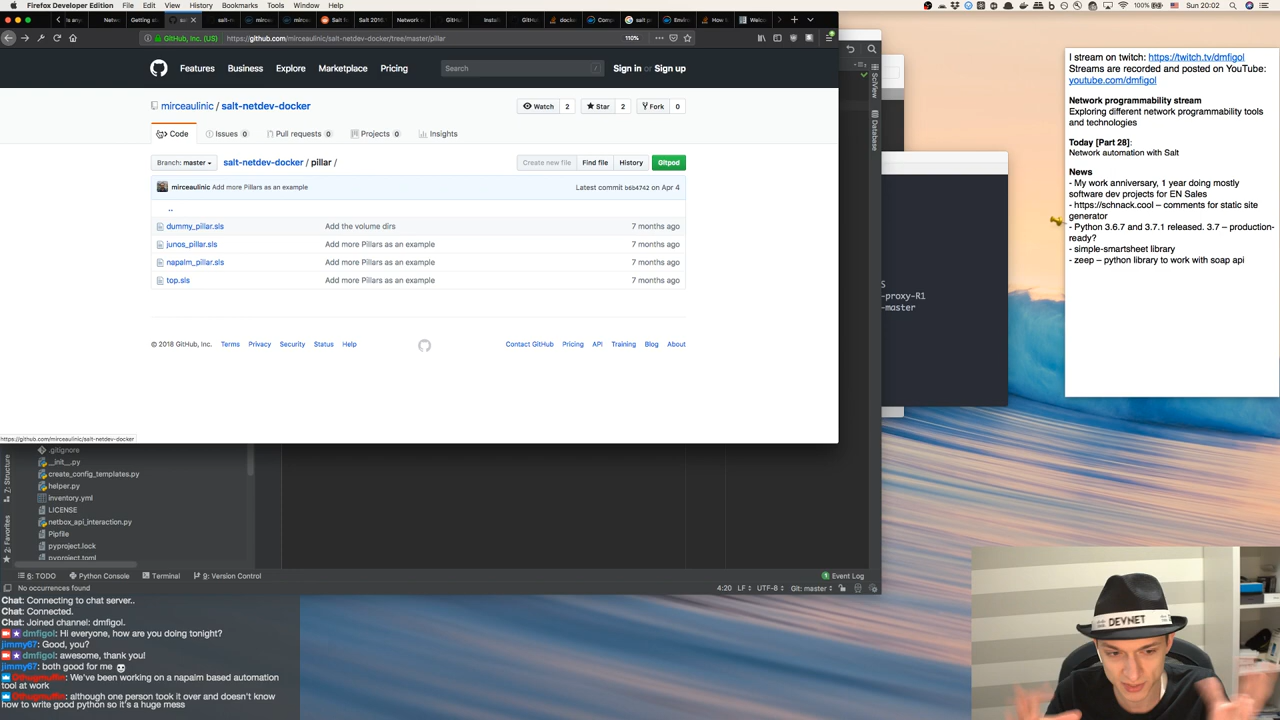 Firefox Developer Edition File Edit View History Bookmarks Tools Window Help Sun 20:02
GitHub, Inc. (US) https://github.com/mirceaulinic/salt-netdev-docker/tree/master/pillar 110%
Features Business Explore Marketplace Pricing Search / Sign in or Sign up
mirceaulinic / salt-netdev-docker Watch 2 Star 2 Fork 0
Code Issues 0 Pull requests 0 Projects 0 Insights
Branch: master salt-netdev-docker / pillar / Create new file Find file History Gitpod
mirceaulinic Add more Pillars as an example Latest commit b6b4742 on Apr 4
..
dummy_pillar.sls Add the volume dirs 7 months ago
junos_pillar.sls Add more Pillars as an example 7 months ago
napalm_pillar.sls Add more Pillars as an example 7 months ago
top.sls Add more Pillars as an example 7 months ago
© 2018 GitHub, Inc. Terms Privacy Security Status Help Contact GitHub Pricing API Training Blog About
https://github.com/mirceaulinic/salt-netdev-docker
SciView
Database
S
-proxy-R1
-master
I stream on twitch: https://twitch.tv/dmfigol
Streams are recorded and posted on YouTube:
youtube.com/dmfigol
Network programmability stream
Exploring different network programmability tools
and technologies
Today [Part 28]:
Network automation with Salt
News
- My work anniversary, 1 year doing mostly
software dev projects for EN Sales
- https://schnack.cool – comments for static site
generator
- Python 3.6.7 and 3.7.1 released. 3.7 – production-
ready?
- simple-smartsheet library
- zeep – python library to work with soap api
.gitignore
__init__.py
create_config_templates.py
helper.py
inventory.yml
LICENSE
netbox_api_interaction.py
Pipfile
pyproject.lock
pyproject.toml
7: Structure
2: Favorites
6: TODO Python Console Terminal 9: Version Control 1 Event Log
No occurrences found 4:20 LF UTF-8 Git: master
Chat: Connecting to chat server..
Chat: Connected.
Chat: Joined channel: dmfigol.
dmfigol: Hi everyone, how are you doing tonight?
jimmy67: Good, you?
dmfigol: awesome, thank you!
jimmy67: both good for me
: We've been working on a napalm based automation
tool at work
: although one person took it over and doesn't know
how to write good python so it's a huge mess
DEVNET